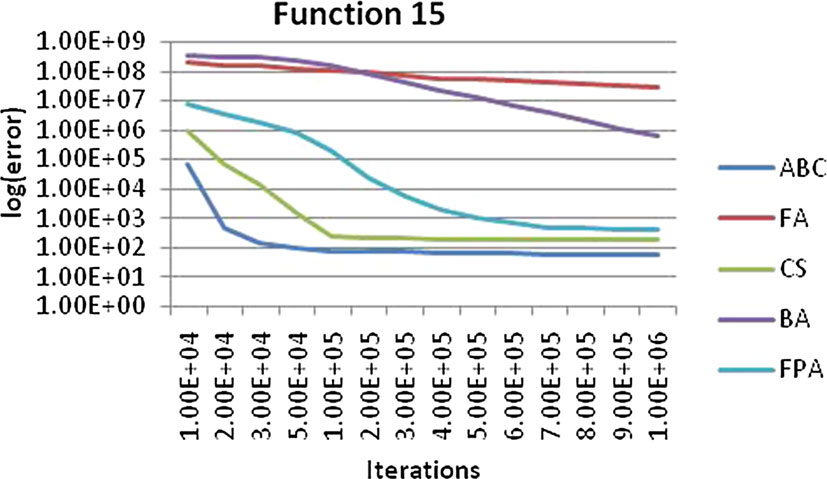 Function 15
log(error)
1.00E+09
1.00E+08
1.00E+07
1.00E+06
1.00E+05
1.00E+04
1.00E+03
1.00E+02
1.00E+01
1.00E+00
1.00E+04
2.00E+04
3.00E+04
5.00E+04
1.00E+05
2.00E+05
3.00E+05
4.00E+05
5.00E+05
6.00E+05
7.00E+05
8.00E+05
9.00E+05
1.00E+06
Iterations
ABC
FA
CS
BA
FPA